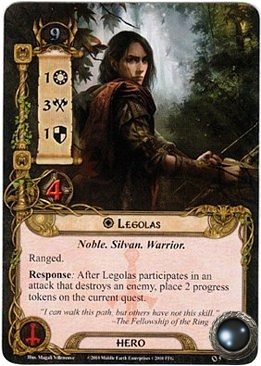 9
1
3
1
4
Legolas
Noble. Silvan. Warrior.
Ranged.
Response: After Legolas participates in an
attack that destroys an enemy, place 2 progress
tokens on the current quest.
"I can walk this path, but others have not this skill."
–The Fellowship of the Ring
HERO
Illus. Magali Villeneuve
©2010 Middle Earth Enterprises ©2010 FFG
5